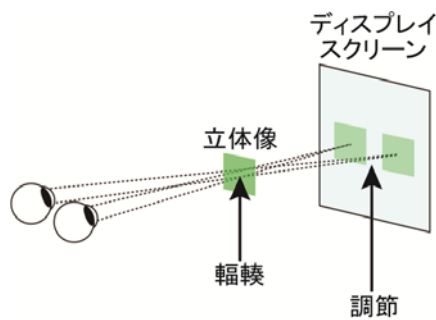 ディスプレイ
スクリーン
立体像
輻輳
調節